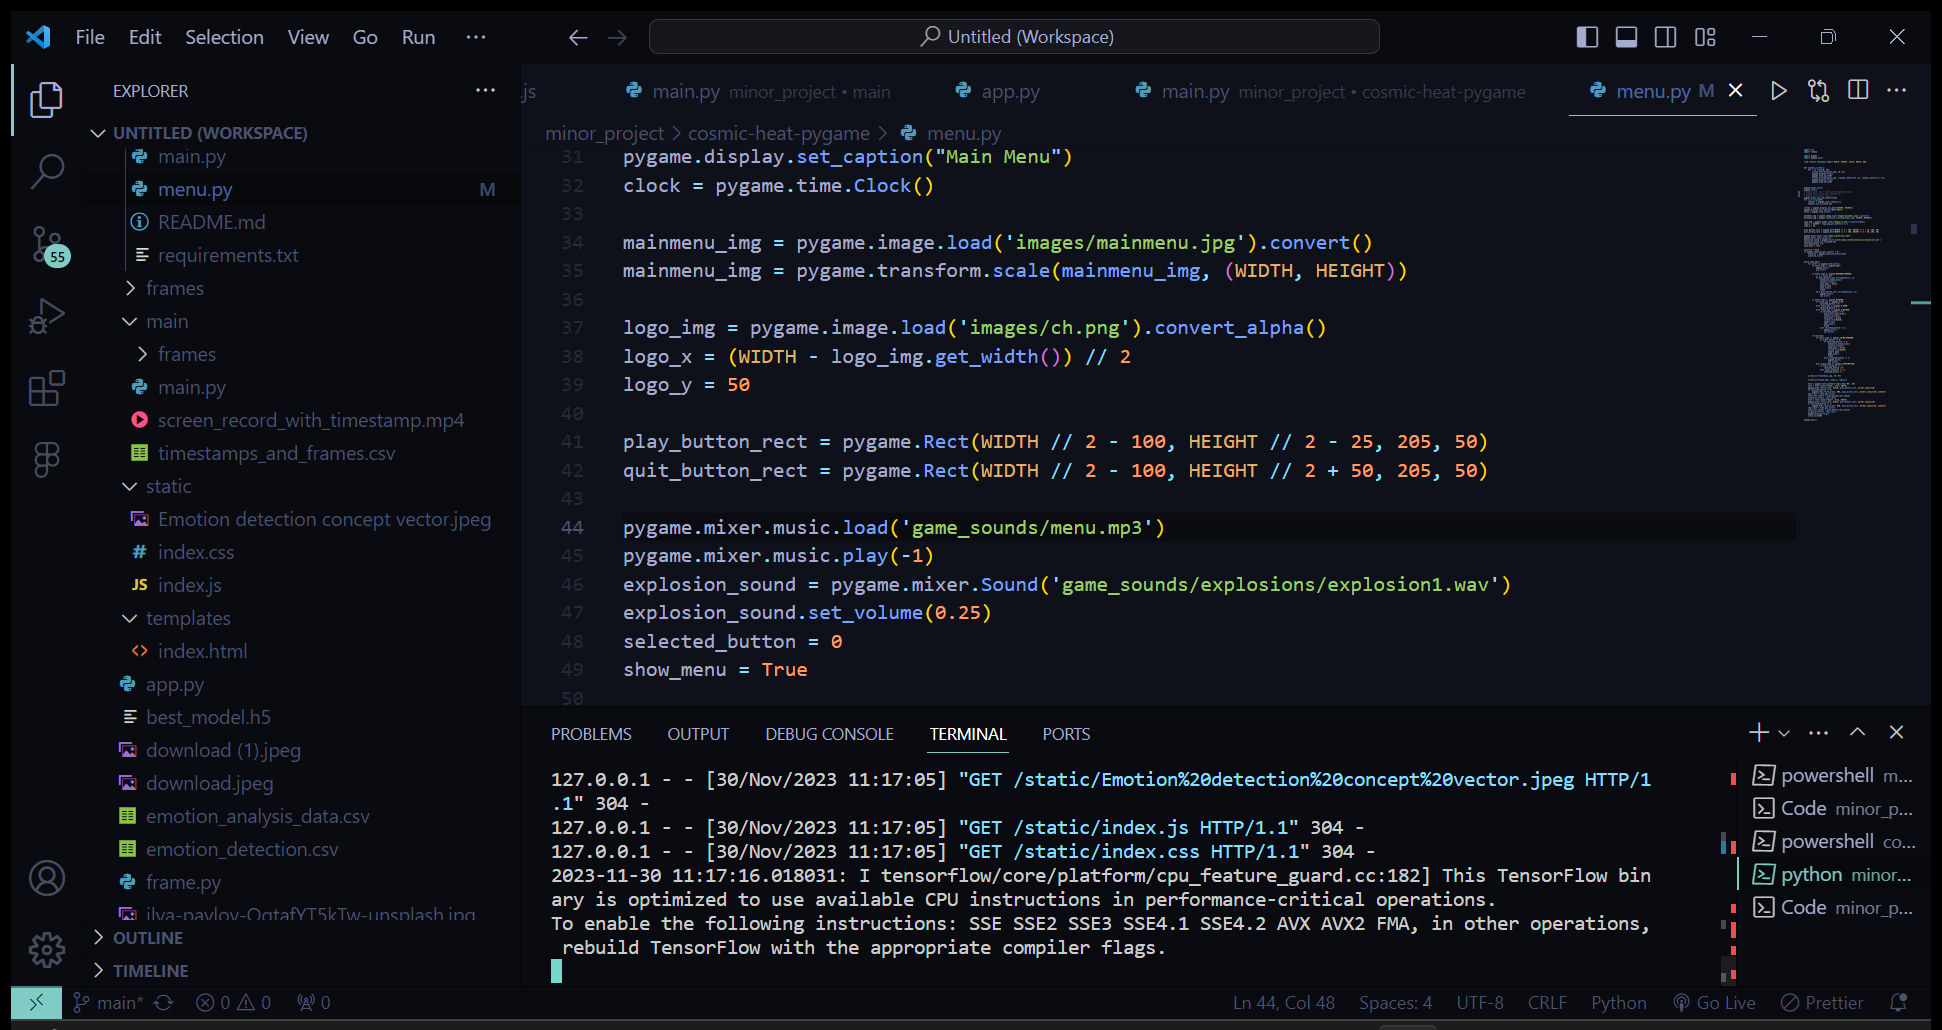 File Edit Selection View Go Run ···
Untitled (Workspace)
EXPLORER ···
UNTITLED (WORKSPACE)
main.py
menu.py M
README.md
requirements.txt
frames
main
frames
main.py
screen_record_with_timestamp.mp4
timestamps_and_frames.csv
static
Emotion detection concept vector.jpeg
index.css
JS index.js
templates
index.html
app.py
best_model.h5
download (1).jpeg
download.jpeg
emotion_analysis_data.csv
emotion_detection.csv
frame.py
ilya-pavlov-OqtafYT5kTw-unsplash.jpg
OUTLINE
TIMELINE
55
.js main.py minor_project • main app.py main.py minor_project • cosmic-heat-pygame menu.py M
minor_project > cosmic-heat-pygame > menu.py
31 pygame.display.set_caption("Main Menu")
32 clock = pygame.time.Clock()
33
34 mainmenu_img = pygame.image.load('images/mainmenu.jpg').convert()
35 mainmenu_img = pygame.transform.scale(mainmenu_img, (WIDTH, HEIGHT))
36
37 logo_img = pygame.image.load('images/ch.png').convert_alpha()
38 logo_x = (WIDTH - logo_img.get_width()) // 2
39 logo_y = 50
40
41 play_button_rect = pygame.Rect(WIDTH // 2 - 100, HEIGHT // 2 - 25, 205, 50)
42 quit_button_rect = pygame.Rect(WIDTH // 2 - 100, HEIGHT // 2 + 50, 205, 50)
43
44 pygame.mixer.music.load('game_sounds/menu.mp3')
45 pygame.mixer.music.play(-1)
46 explosion_sound = pygame.mixer.Sound('game_sounds/explosions/explosion1.wav')
47 explosion_sound.set_volume(0.25)
48 selected_button = 0
49 show_menu = True
50
PROBLEMS OUTPUT DEBUG CONSOLE TERMINAL PORTS
127.0.0.1 - - [30/Nov/2023 11:17:05] "GET /static/Emotion%20detection%20concept%20vector.jpeg HTTP/1
.1" 304 -
127.0.0.1 - - [30/Nov/2023 11:17:05] "GET /static/index.js HTTP/1.1" 304 -
127.0.0.1 - - [30/Nov/2023 11:17:05] "GET /static/index.css HTTP/1.1" 304 -
2023-11-30 11:17:16.018031: I tensorflow/core/platform/cpu_feature_guard.cc:182] This TensorFlow bin
ary is optimized to use available CPU instructions in performance-critical operations.
To enable the following instructions: SSE SSE2 SSE3 SSE4.1 SSE4.2 AVX AVX2 FMA, in other operations,
rebuild TensorFlow with the appropriate compiler flags.
powershell m...
Code minor_p...
powershell co...
python minor...
Code minor_p...
main* 0 0 0 Ln 44, Col 48 Spaces: 4 UTF-8 CRLF Python Go Live Prettier